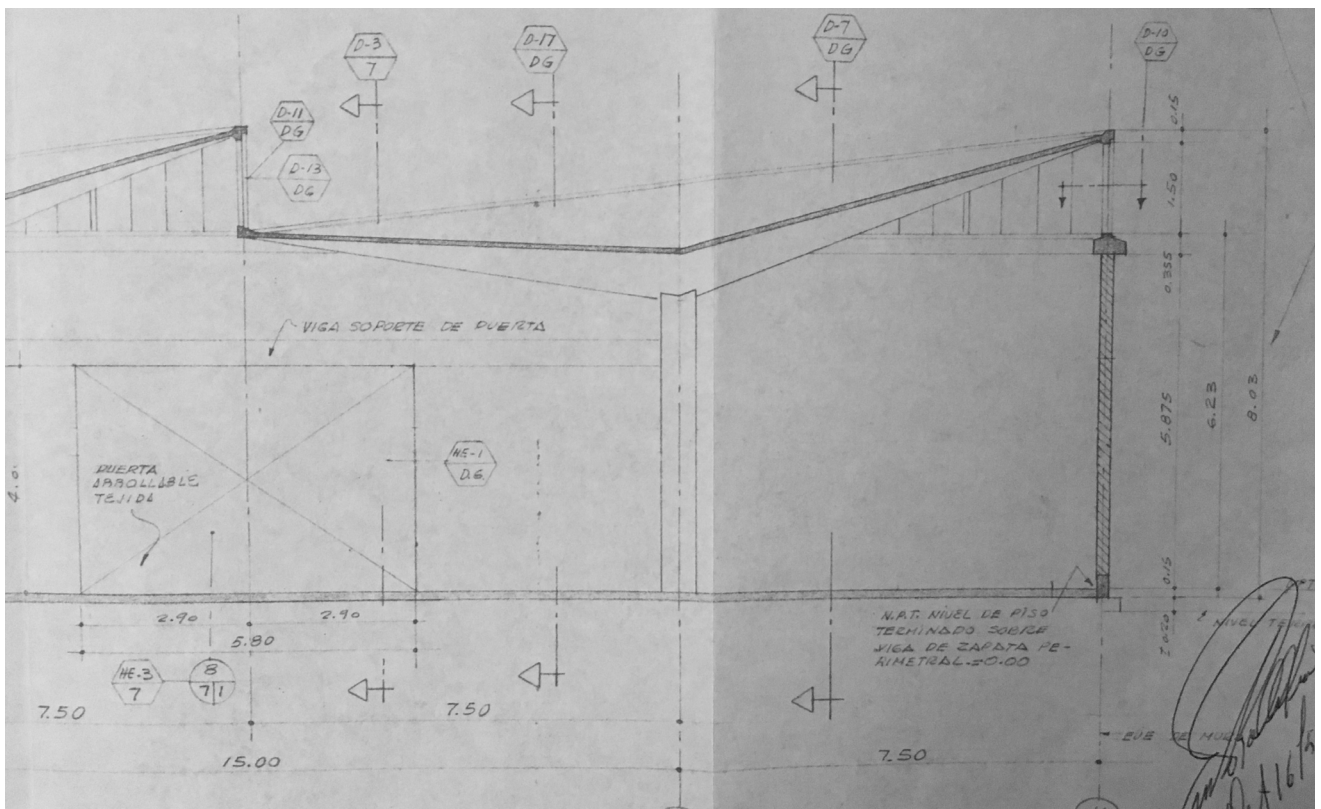 D-3
7
D-17
DG
D-7
DG
D-10
DG
D-11
DG
D-13
DG
0.15
1.50
0.355
5.875
6.23
8.03
0.15
VIGA SOPORTE DE PUERTA
PUERTA
ARROLLABLE
TEJIDA
4.0
HE-1
D.G.
2.90
2.90
5.80
HE-3
7
8
7|1
N.P.T. NIVEL DE PISO
TERMINADO SOBRE
VIGA DE ZAPATA PE-
RIMETRAL = 0.00
± 0.20
NIVEL
7.50
7.50
7.50
15.00
EJE DE